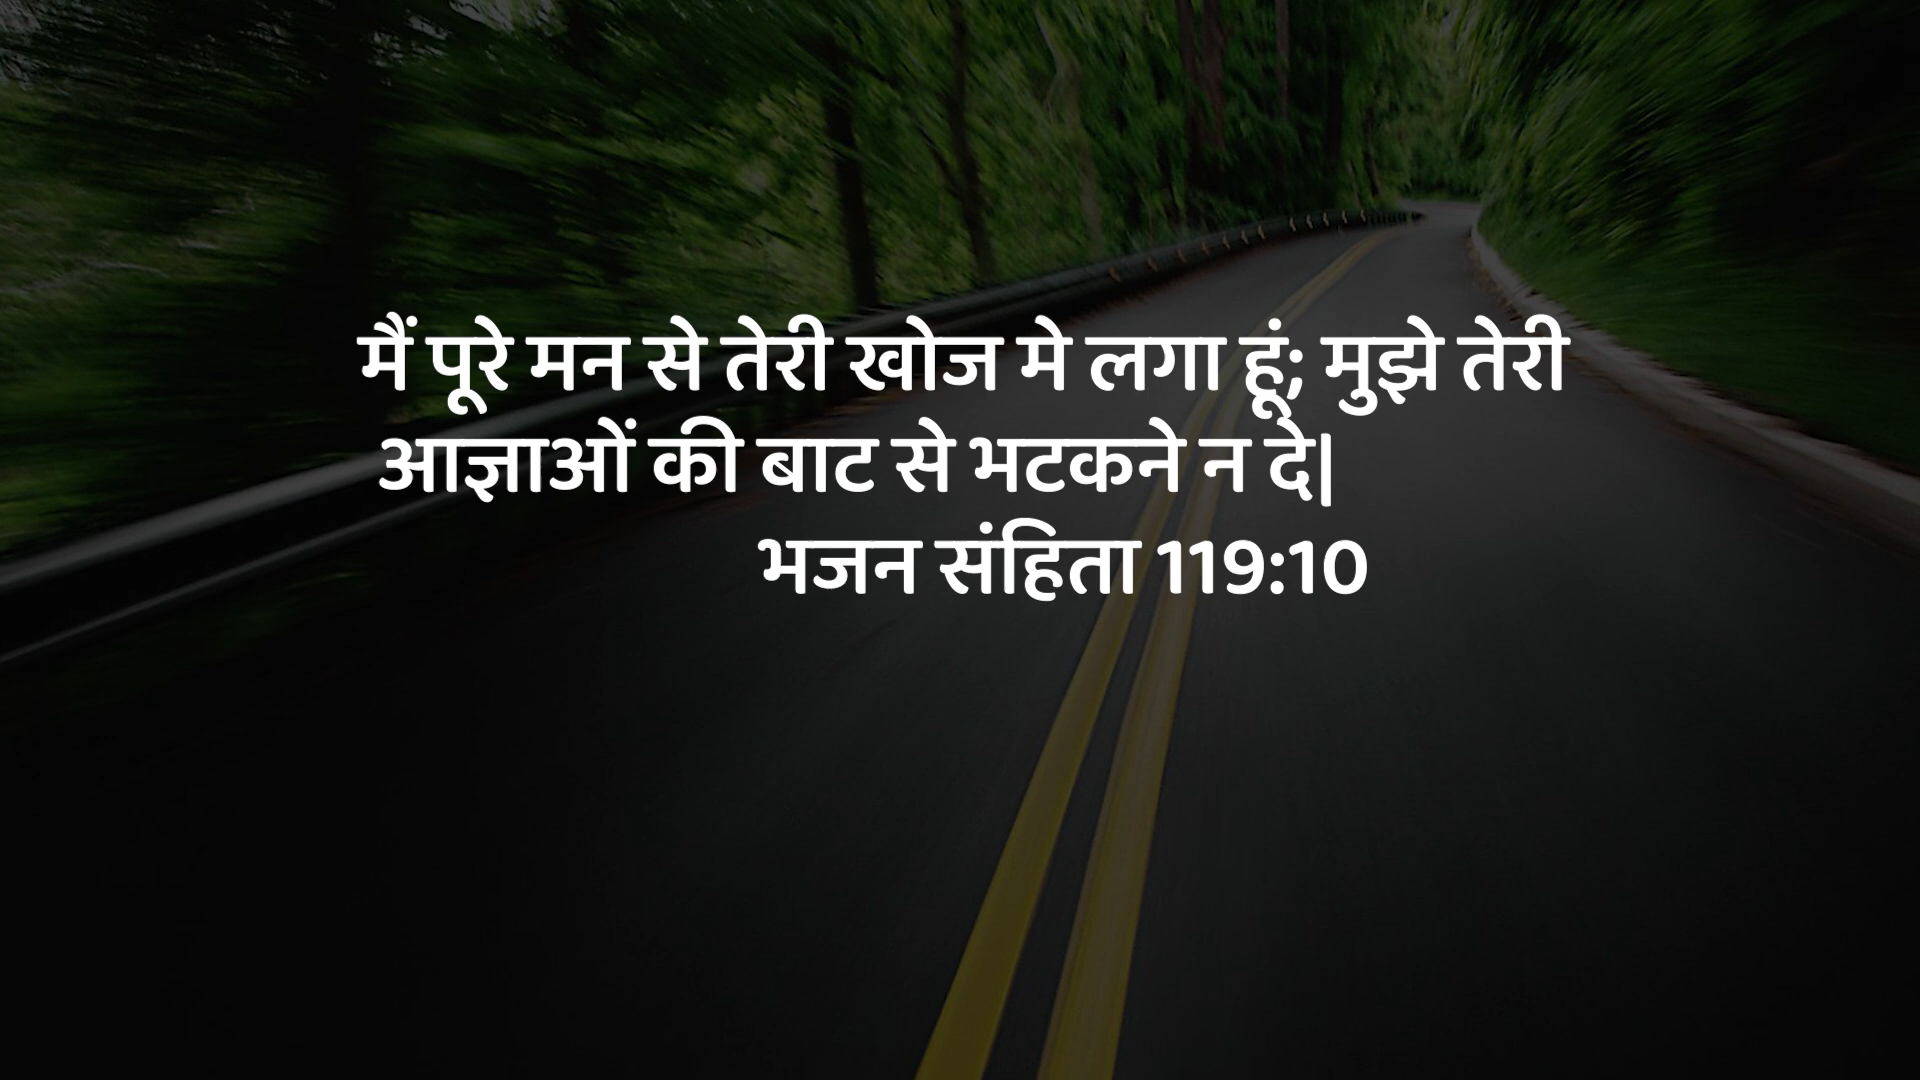 मैं पूरे मन से तेरी खोज मे लगा हूं; मुझे तेरी
आज्ञाओं की बाट से भटकने न दे|
भजन संहिता 119:10